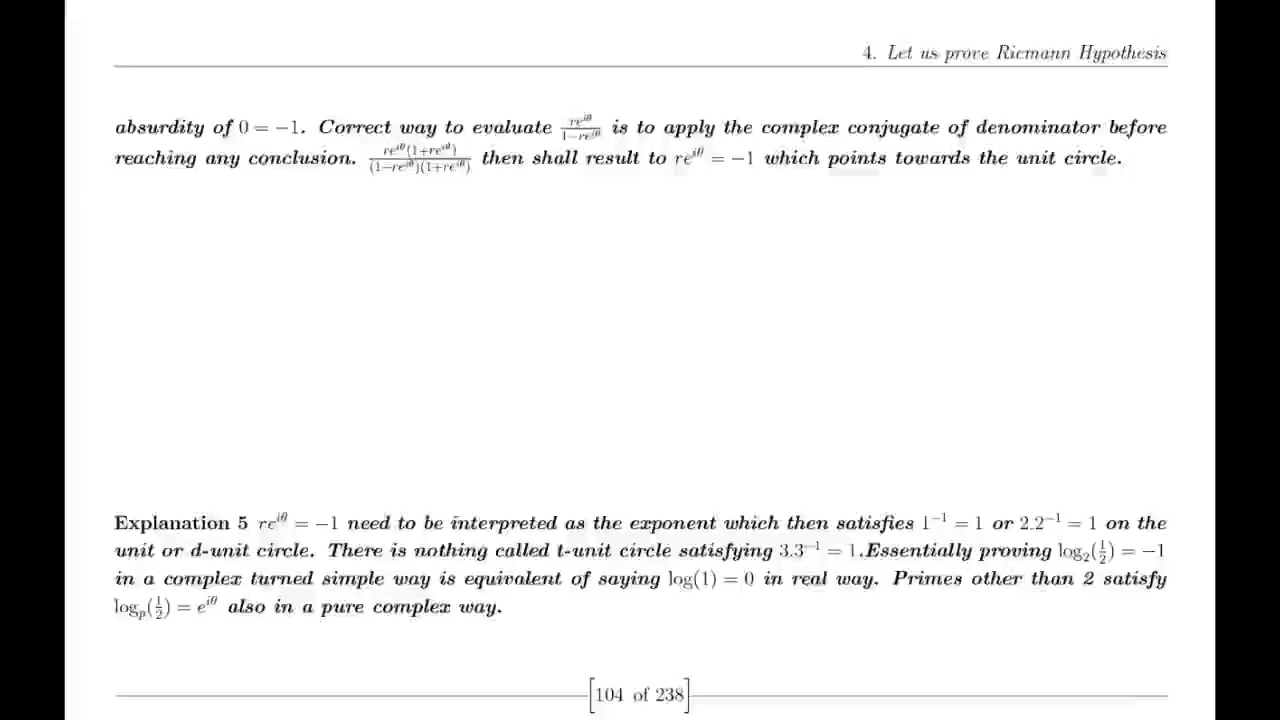 4. Let us prove Riemann Hypothesis
absurdity of 0 = −1. Correct way to evaluate \frac{re^{iθ}}{1−re^{iθ}} is to apply the complex conjugate of denominator before
reaching any conclusion. \frac{re^{iθ}(1+re^{iθ})}{(1−re^{iθ})(1+re^{iθ})} then shall result to re^{iθ} = −1 which points towards the unit circle.
Explanation 5 re^{iθ} = −1 need to be interpreted as the exponent which then satisfies 1^{−1} = 1 or 2.2^{−1} = 1 on the
unit or d-unit circle. There is nothing called t-unit circle satisfying 3.3^{−1} = 1.Essentially proving log_2(\frac{1}{2}) = −1
in a complex turned simple way is equivalent of saying log(1) = 0 in real way. Primes other than 2 satisfy
log_p(\frac{1}{2}) = e^{iθ} also in a pure complex way.
[104 of 238]